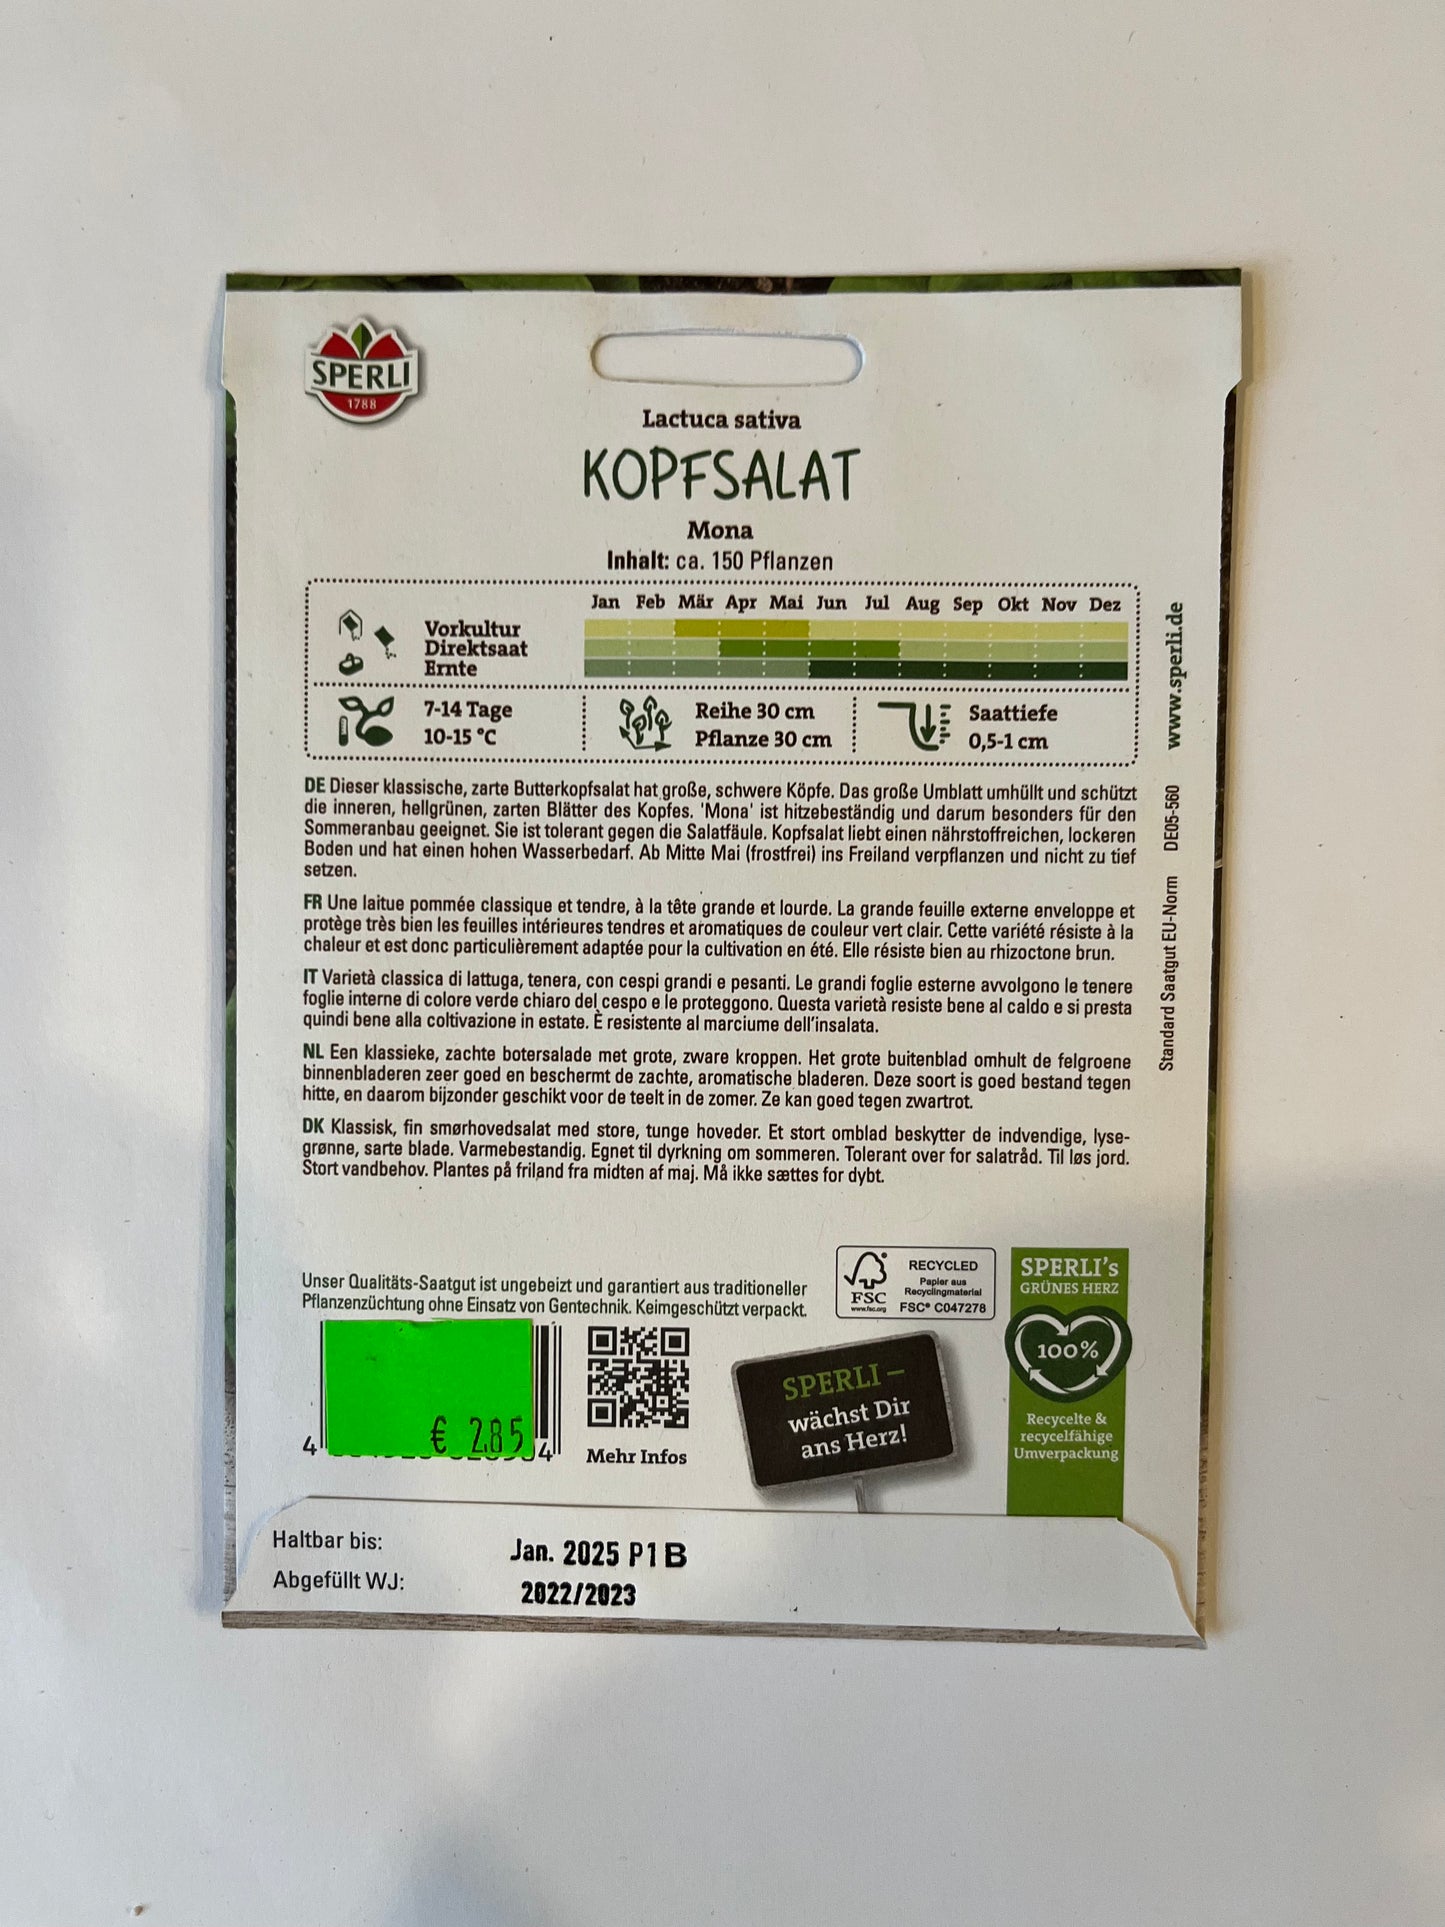 SPERLI
1788
Lactuca sativa
KOPFSALAT
Mona
Inhalt: ca. 150 Pflanzen
Jan Feb Mär Apr Mai Jun Jul Aug Sep Okt Nov Dez
Vorkultur
Direktsaat
Ernte
7-14 Tage
10-15 °C
Reihe 30 cm
Pflanze 30 cm
Saattiefe
0,5-1 cm
DE Dieser klassische, zarte Butterkopfsalat hat große, schwere Köpfe. Das große Umblatt umhüllt und schützt
die inneren, hellgrünen, zarten Blätter des Kopfes. 'Mona' ist hitzebeständig und darum besonders für den
Sommeranbau geeignet. Sie ist tolerant gegen die Salatfäule. Kopfsalat liebt einen nährstoffreichen, lockeren
Boden und hat einen hohen Wasserbedarf. Ab Mitte Mai (frostfrei) ins Freiland verpflanzen und nicht zu tief
setzen.
FR Une laitue pommée classique et tendre, à la tête grande et lourde. La grande feuille externe enveloppe et
protège très bien les feuilles intérieures tendres et aromatiques de couleur vert clair. Cette variété résiste à la
chaleur et est donc particulièrement adaptée pour la cultivation en été. Elle résiste bien au rhizoctone brun.
IT Varietà classica di lattuga, tenera, con cespi grandi e pesanti. Le grandi foglie esterne avvolgono le tenere
foglie interne di colore verde chiaro del cespo e le proteggono. Questa varietà resiste bene al caldo e si presta
quindi bene alla coltivazione in estate. È resistente al marciume dell'insalata.
NL Een klassieke, zachte botersalade met grote, zware kroppen. Het grote buitenblad omhult de felgroene
binnenbladeren zeer goed en beschermt de zachte, aromatische bladeren. Deze soort is goed bestand tegen
hitte, en daarom bijzonder geschikt voor de teelt in de zomer. Ze kan goed tegen zwartrot.
DK Klassisk, fin smørhovedsalat med store, tunge hoveder. Et stort omblad beskytter de indvendige, lyse-
grønne, sarte blade. Varmebestandig. Egnet til dyrkning om sommeren. Tolerant over for salatråd. Til løs jord.
Stort vandbehov. Plantes på friland fra midten af maj. Må ikke sættes for dybt.
www.sperli.de
Standard Saatgut EU-Norm DE05-560
Unser Qualitäts-Saatgut ist ungebeizt und garantiert aus traditioneller
Pflanzenzüchtung ohne Einsatz von Gentechnik. Keimgeschützt verpackt.
FSC
www.fsc.org
RECYCLED
Papier aus
Recyclingmaterial
FSC® C047278
SPERLI's
GRÜNES HERZ
100%
Recycelte &
recycelfähige
Umverpackung
€ 2.85
4
4
Mehr Infos
SPERLI –
wächst Dir
ans Herz!
Haltbar bis: Jan. 2025 P1 B
Abgefüllt WJ: 2022/2023